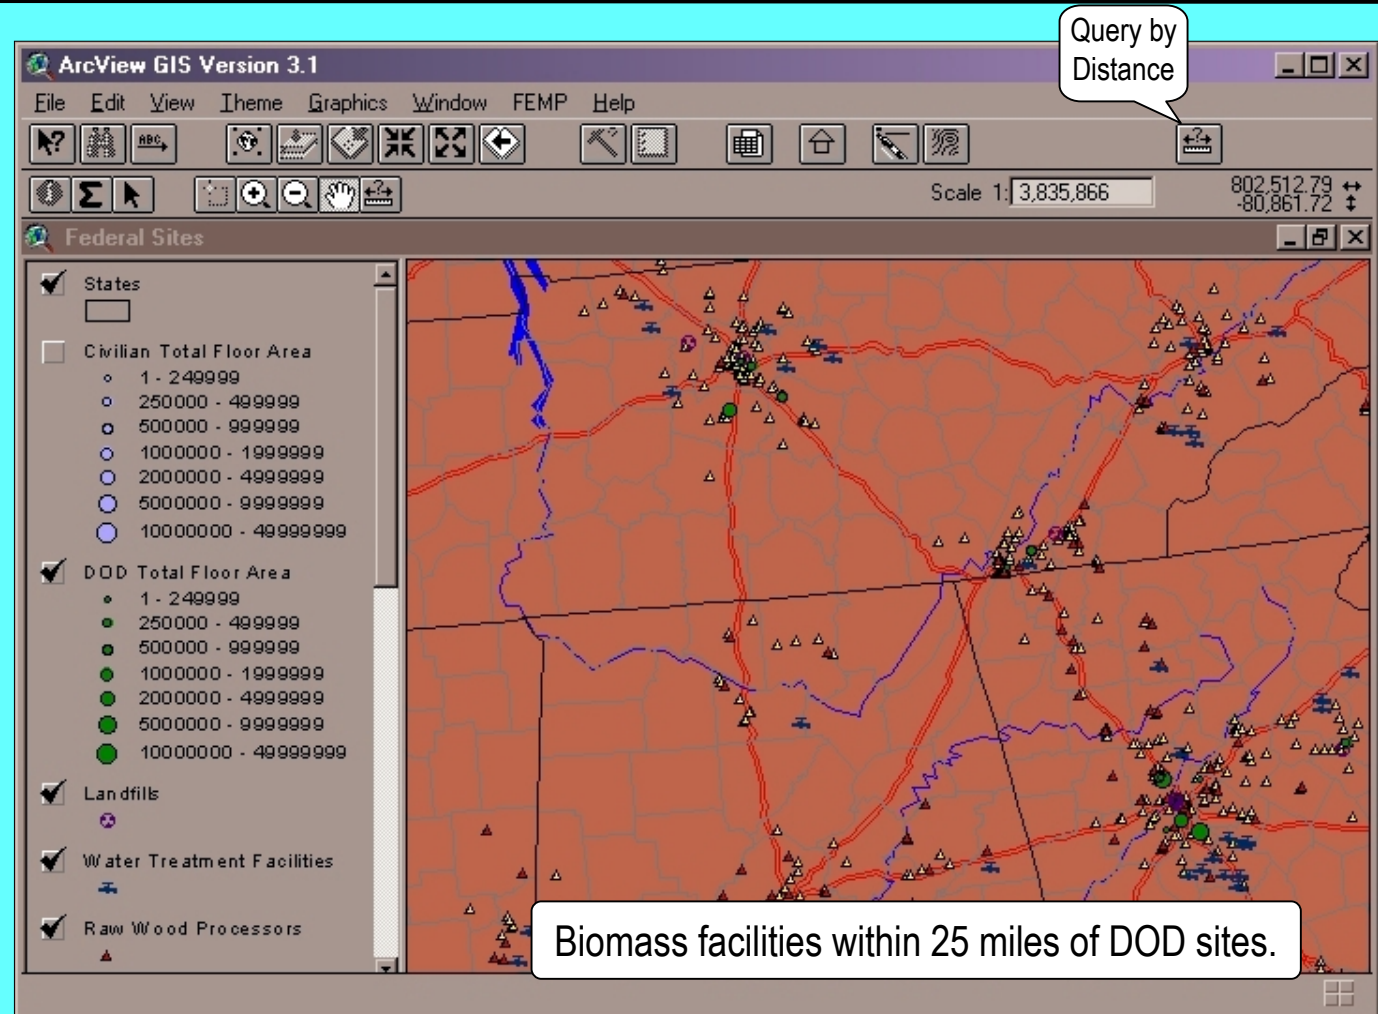 Query by
Distance
ArcView GIS Version 3.1
File Edit View Theme Graphics Window FEMP Help
ABC
Scale 1: 3,835,866
802,512.79
-80,861.72
Federal Sites
States
Civilian Total Floor Area
1 - 249999
250000 - 499999
500000 - 999999
1000000 - 1999999
2000000 - 4999999
5000000 - 9999999
10000000 - 49999999
DOD Total Floor Area
1 - 249999
250000 - 499999
500000 - 999999
1000000 - 1999999
2000000 - 4999999
5000000 - 9999999
10000000 - 49999999
Landfills
Water Treatment Facilities
Raw Wood Processors
Biomass facilities within 25 miles of DOD sites.